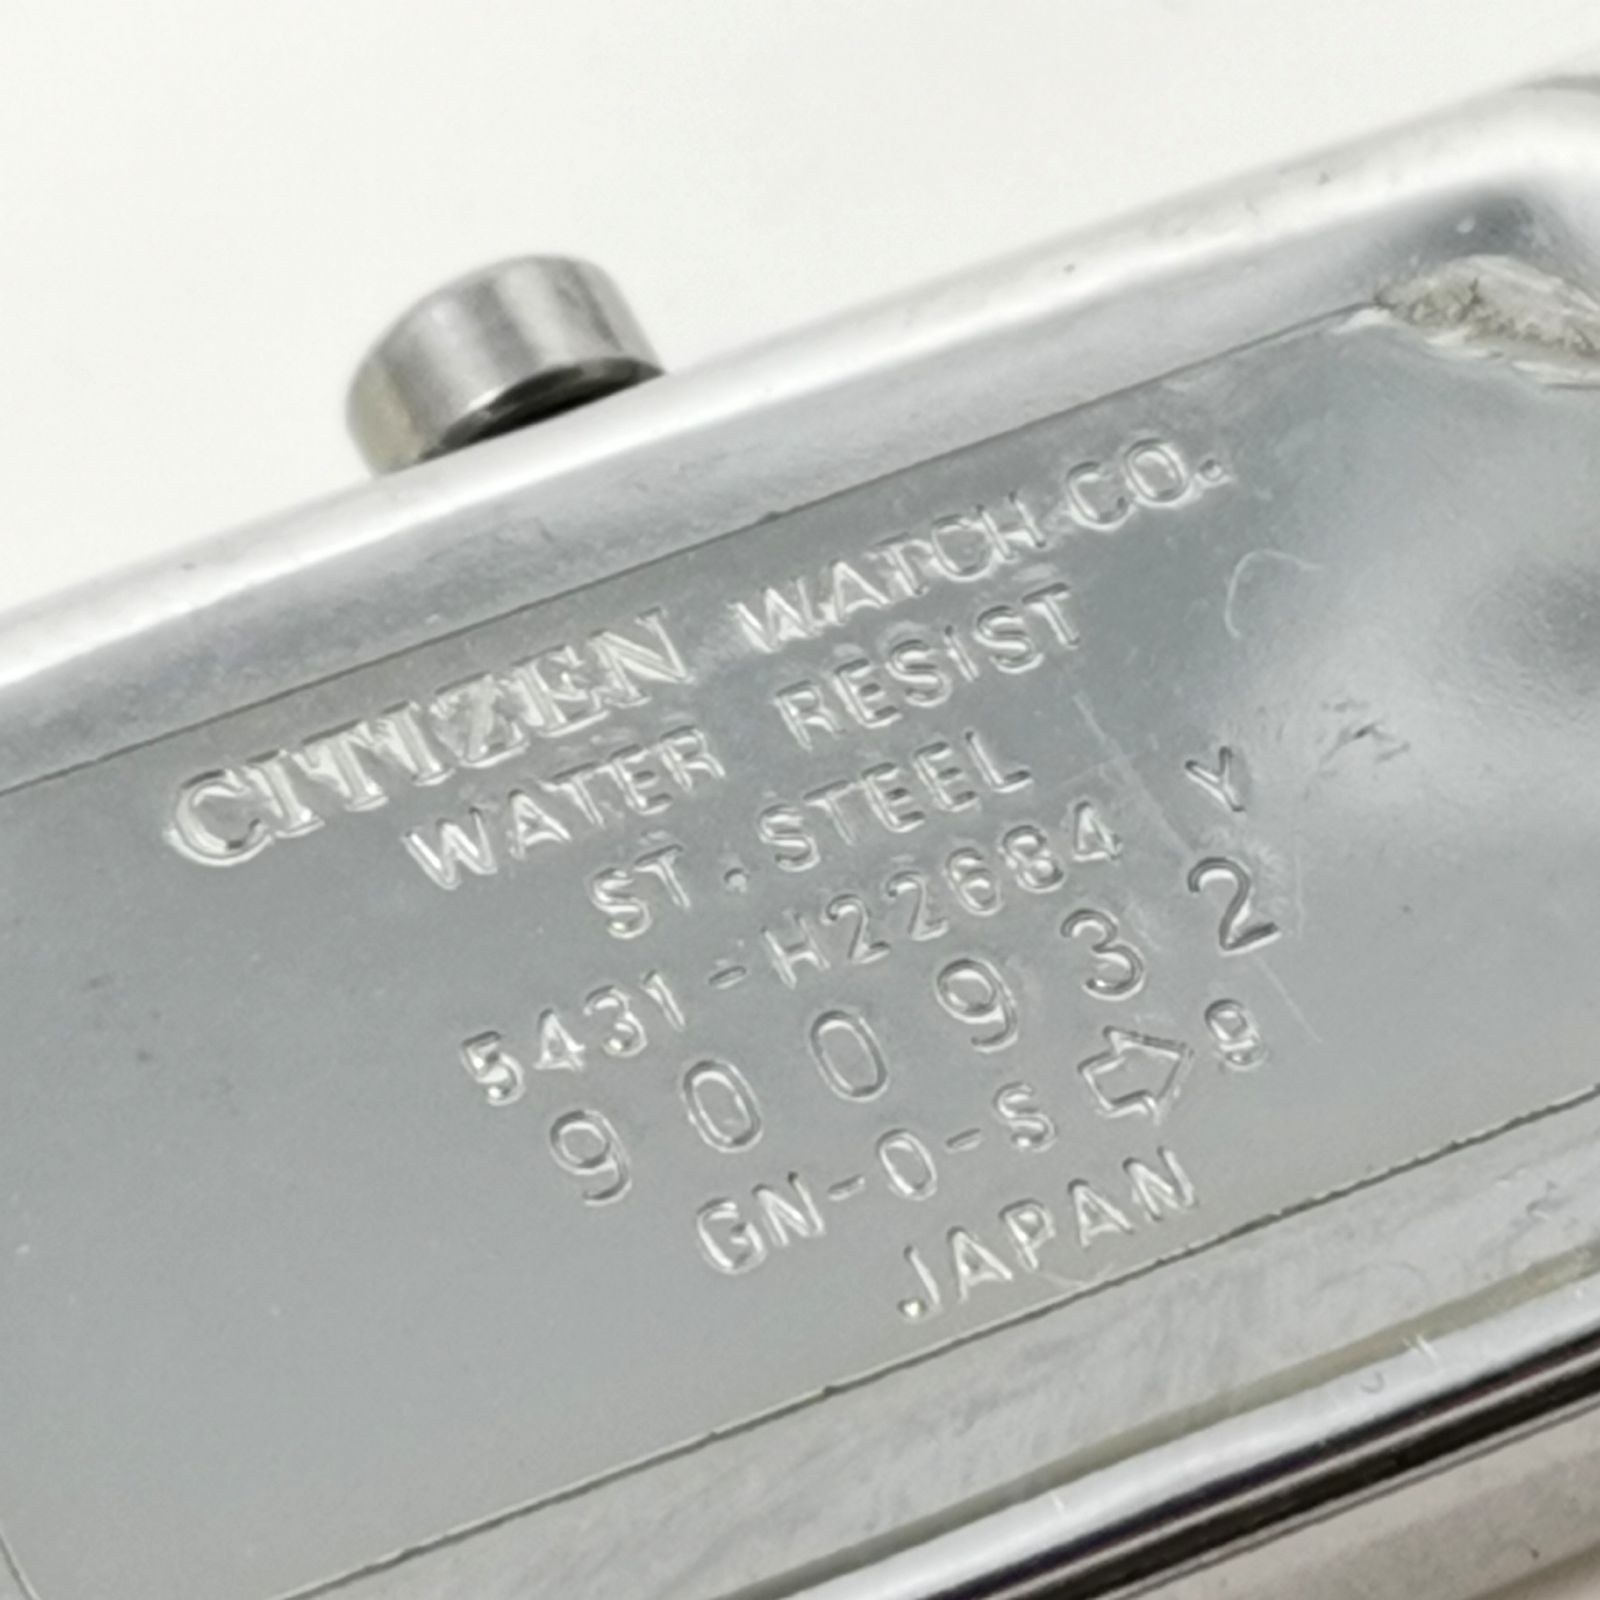 CITIZEN WATCH CO.
WATER RESIST
ST. STEEL
5431-H22684 Y
900932
GN-0-S ⇨ 9
JAPAN